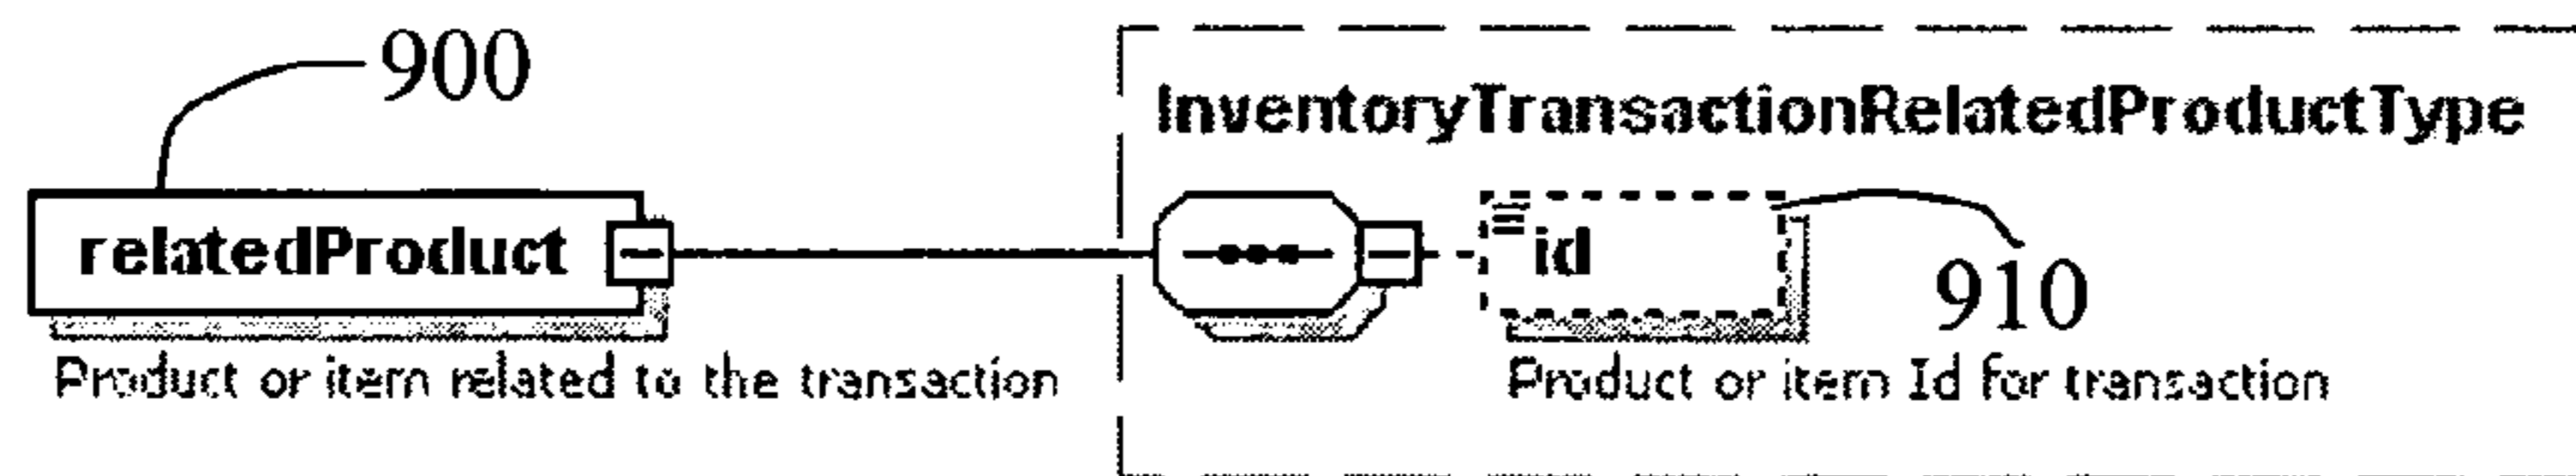 900
InventoryTransactionRelatedProductType
relatedProduct
id
910
Product or item related to the transaction
Product or item Id for transaction